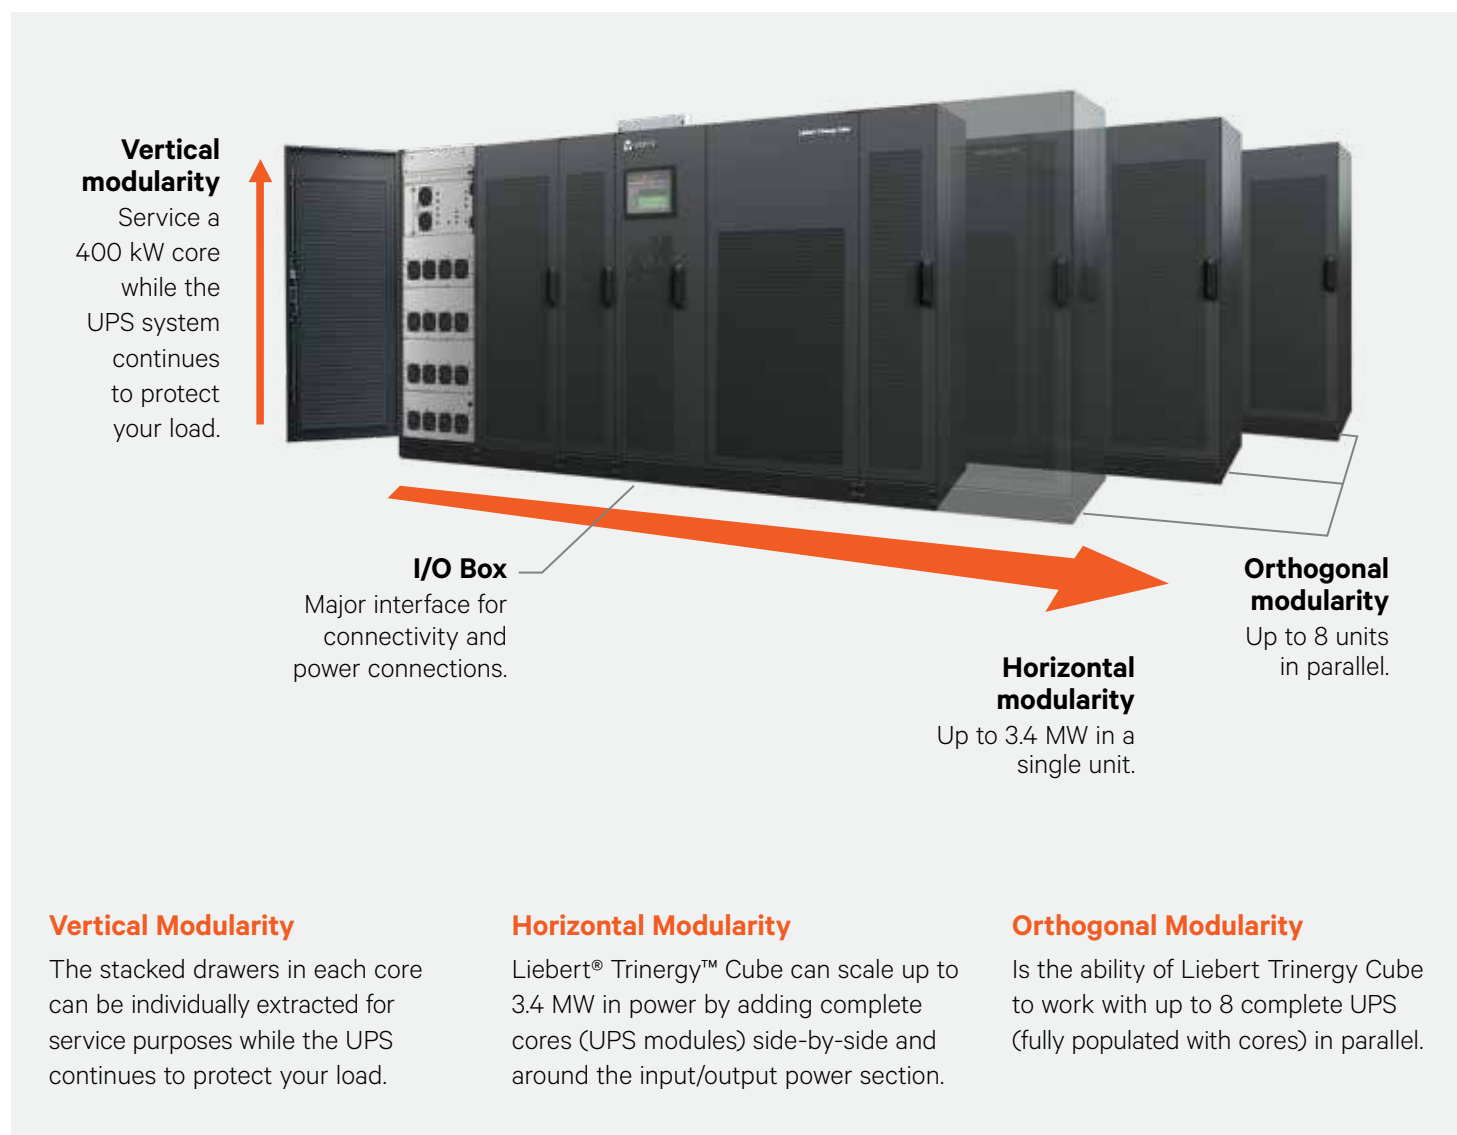 Vertical
modularity
Service a
400 kW core
while the
UPS system
continues
to protect
your load.
Liebert Trinergy Cube
I/O Box
Major interface for
connectivity and
power connections.
Horizontal
modularity
Up to 3.4 MW in a
single unit.
Orthogonal
modularity
Up to 8 units
in parallel.
Vertical Modularity
The stacked drawers in each core
can be individually extracted for
service purposes while the UPS
continues to protect your load.
Horizontal Modularity
Liebert® Trinergy™ Cube can scale up to
3.4 MW in power by adding complete
cores (UPS modules) side-by-side and
around the input/output power section.
Orthogonal Modularity
Is the ability of Liebert Trinergy Cube
to work with up to 8 complete UPS
(fully populated with cores) in parallel.